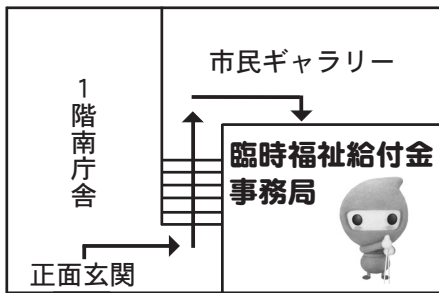 市民ギャラリー
1階南庁舎
臨時福祉給付金
事務局
正面玄関